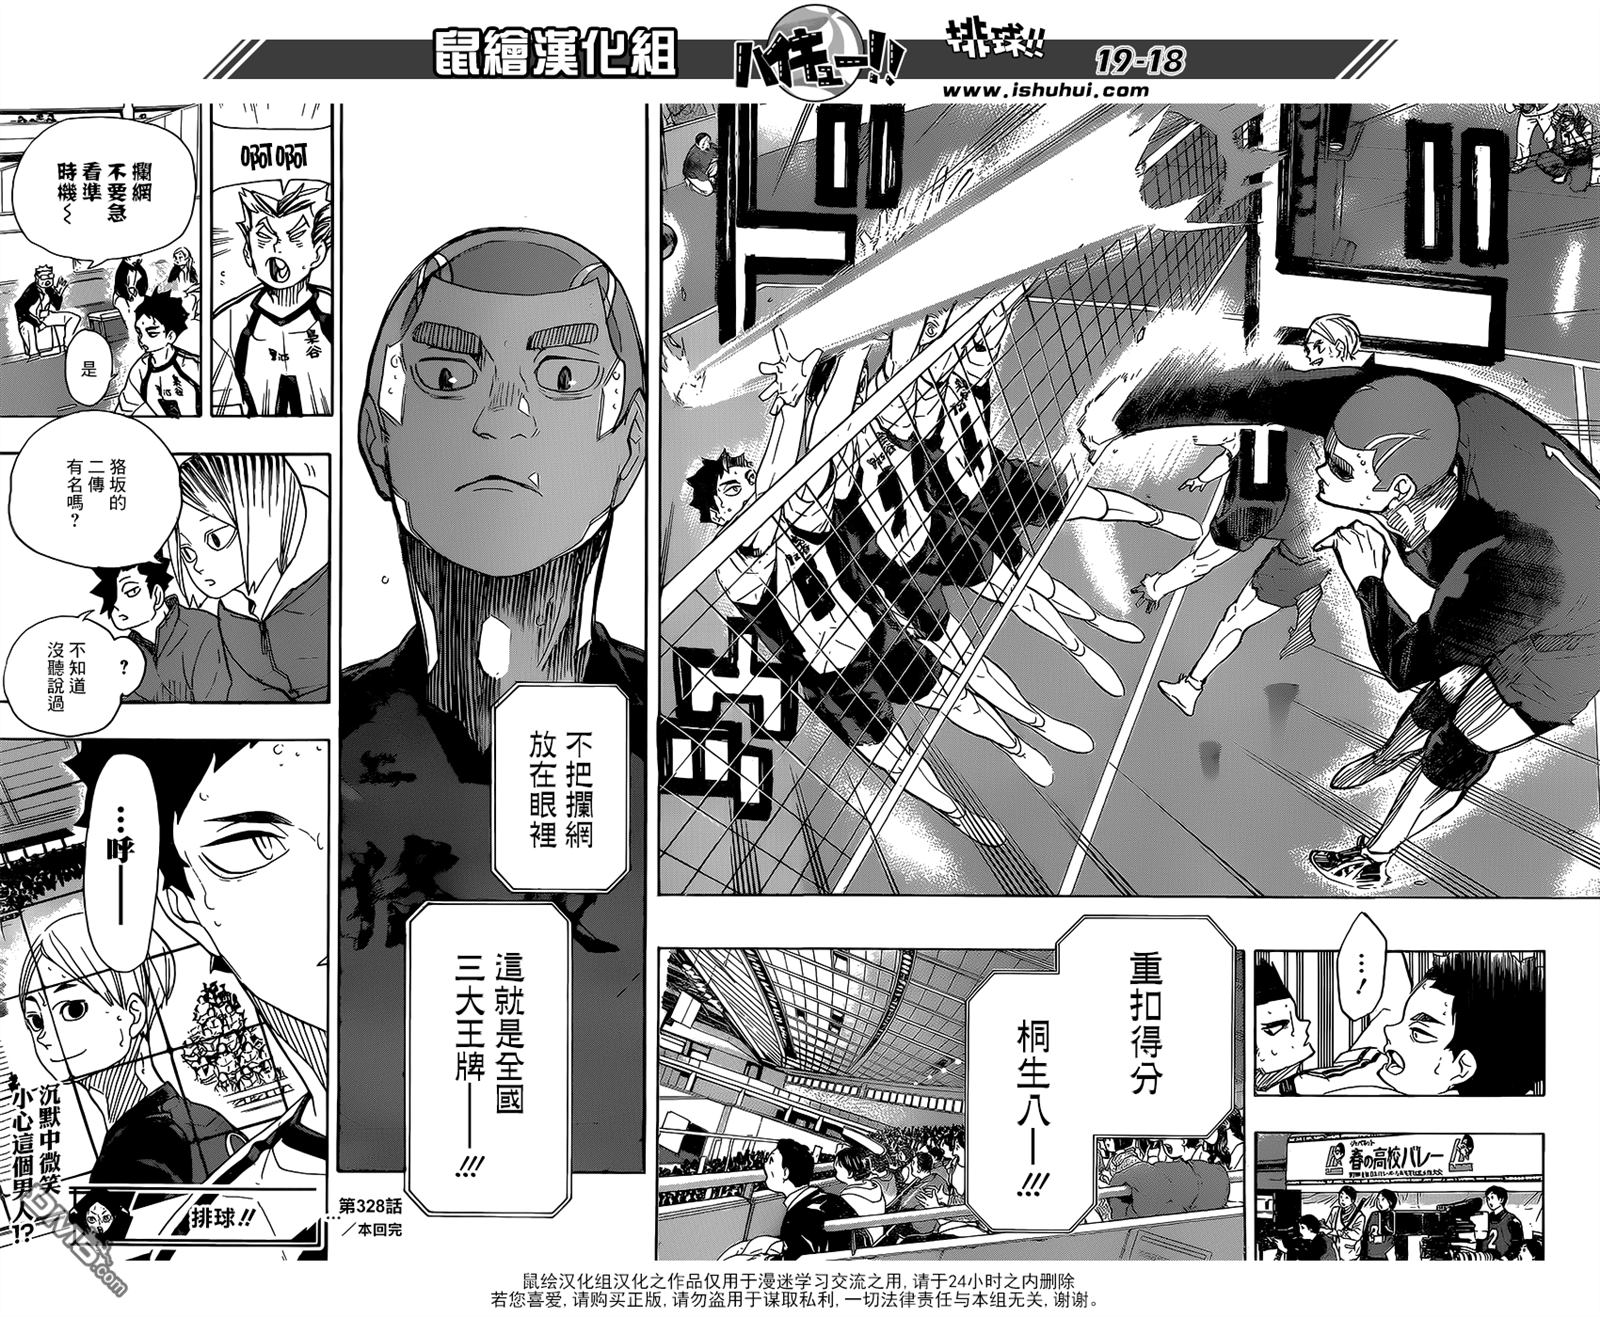 鼠繪漢化組
ハイキュー!!
排球!!
19-18
www.ishuhui.com
重扣得分
桐生八——!!!
…!
春の高校バレー
不把攔網
放在眼裡
這就是全國
三大王牌——!!!
攔網
不要急
看準
時機~
是
梟谷
狢坂的
二傳
有名嗎?
?
不知道
沒聽說過
…呼——
沉默中微笑
小心這個男人!?
排球!!
…
第328話
／本回完
鼠绘汉化组汉化之作品仅用于漫迷学习交流之用,请于24小时之内删除
若您喜爱,请购买正版,请勿盗用于谋取私利,一切法律责任与本组无关,谢谢。